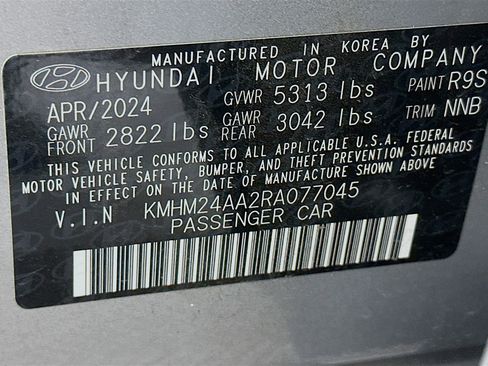 MANUFACTURED IN KOREA BY
HYUNDAI MOTOR COMPANY
APR/2024 GVWR 5313 lbs PAINT R9S
GAWR FRONT 2822 lbs GAWR REAR 3042 lbs TRIM NNB
THIS VEHICLE CONFORMS TO ALL APPLICABLE U.S.A. FEDERAL
MOTOR VEHICLE SAFETY, BUMPER, AND THEFT PREVENTION STANDARDS
IN EFFECT ON THE DATE OF MANUFACTURE SHOWN ABOVE.
V.I.N KMHM24AA2RA077045
PASSENGER CAR